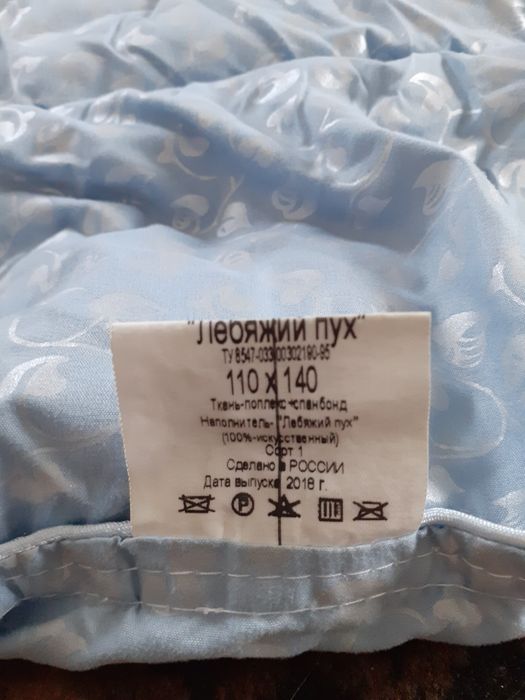 "Лебяжий пух"
ТУ 8547-033 00302190-95
110 х 140
Ткань-поплекс+спанбонд
Наполнитель- "Лебяжий пух"
(100%-искусственный)
Сорт 1
Сделано в РОССИИ
Дата выпуска 2018 г.
P